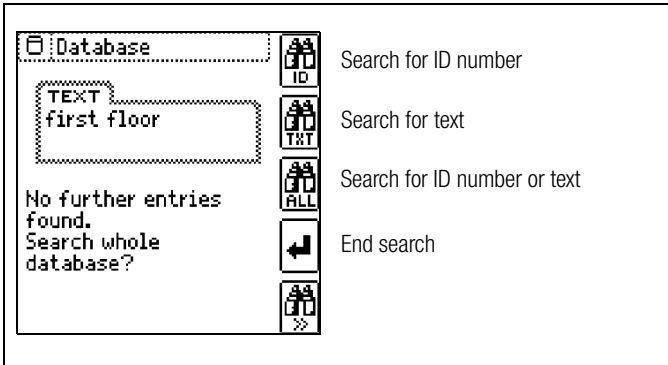 Database
ID
Search for ID number
TEXT
first floor
TXT
Search for text
ALL
Search for ID number or text
No further entries
found.
Search whole
database?
End search
>>